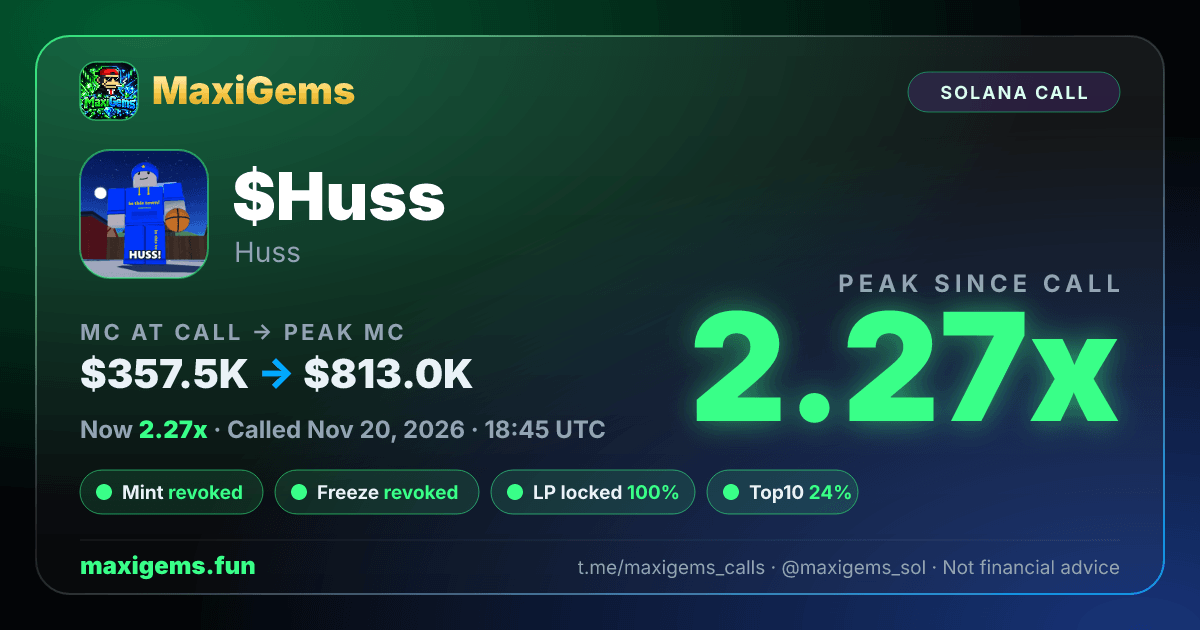 MaxiGems
MaxiGems
SOLANA CALL
HUSS!
$Huss
Huss
PEAK SINCE CALL
2.27x
MC AT CALL → PEAK MC
$357.5K → $813.0K
Now 2.27x · Called Nov 20, 2026 · 18:45 UTC
Mint revoked
Freeze revoked
LP locked 100%
Top10 24%
maxigems.fun
t.me/maxigems_calls · @maxigems_sol · Not financial advice